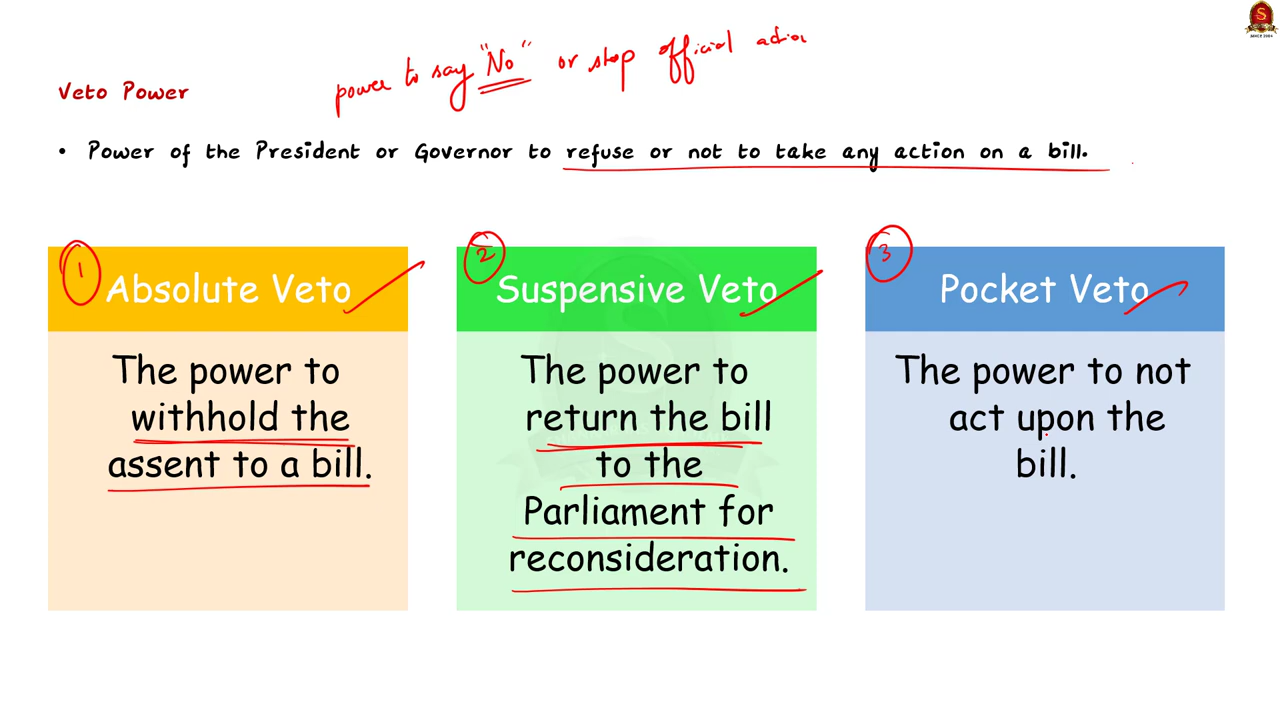 power to say "No" or stop official action
Veto Power
• Power of the President or Governor to refuse or not to take any action on a bill.
1
Absolute Veto
The power to
withhold the
assent to a bill.
2
Suspensive Veto
The power to
return the bill
to the
Parliament for
reconsideration.
3
Pocket Veto
The power to not
act upon the
bill.
S
SINCE 2004